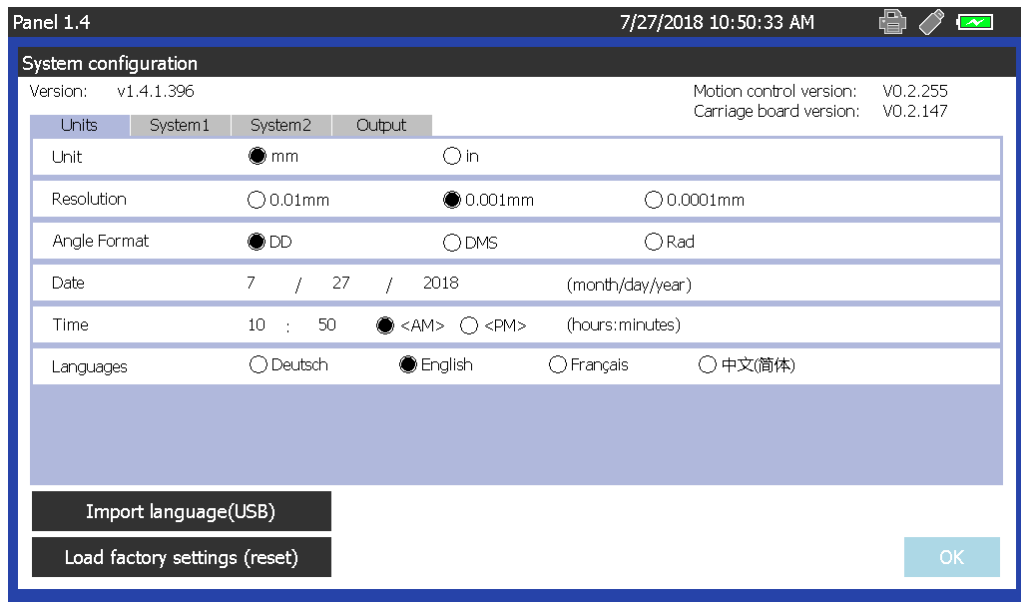 Panel 1.4 7/27/2018 10:50:33 AM
System configuration
Version: v1.4.1.396 Motion control version: V0.2.255
Carriage board version: V0.2.147
Units System1 System2 Output
Unit mm in
Resolution 0.01mm 0.001mm 0.0001mm
Angle Format DD DMS Rad
Date 7 / 27 / 2018 (month/day/year)
Time 10 : 50 <AM> <PM> (hours:minutes)
Languages Deutsch English Français 中文(简体)
Import language(USB)
Load factory settings (reset) OK